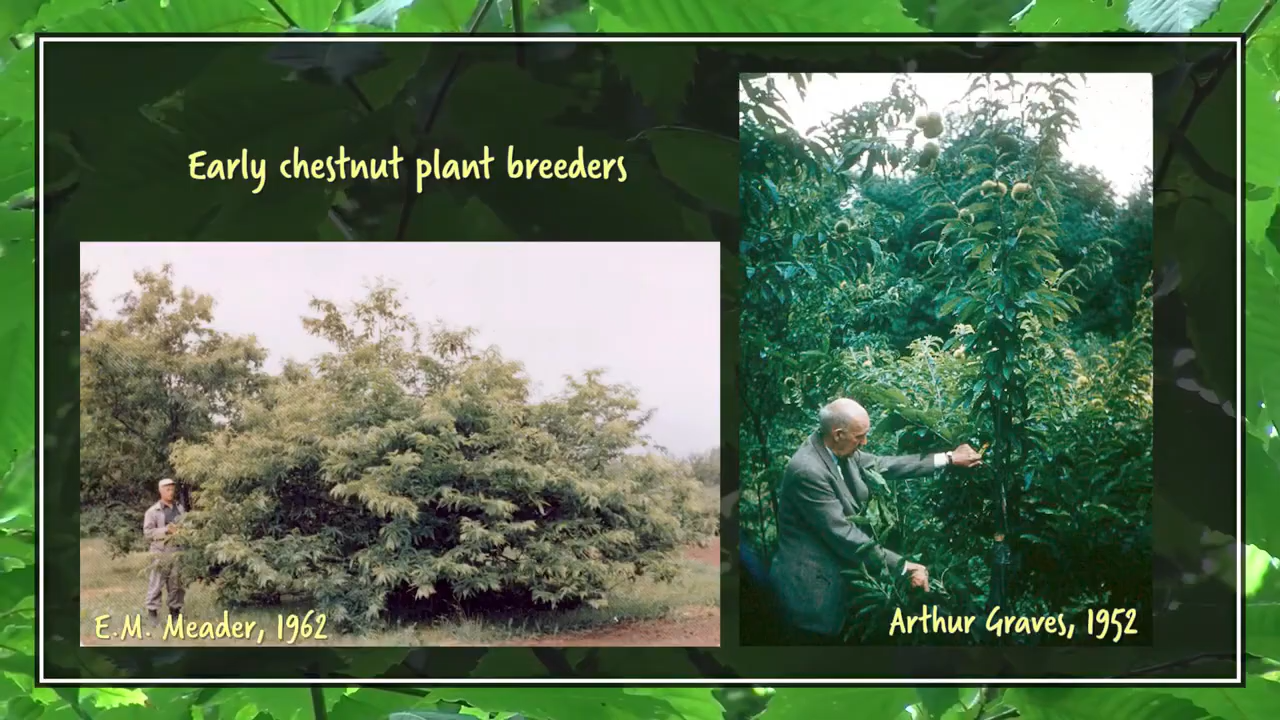 Early chestnut plant breeders
E.M. Meader, 1962
Arthur Graves, 1952